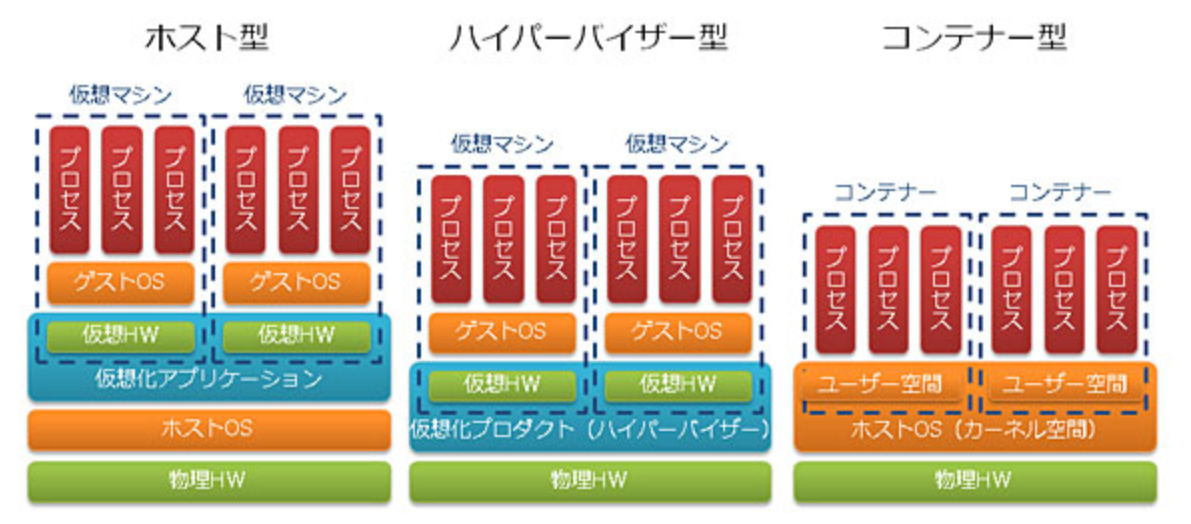 ホスト型
仮想マシン
仮想マシン
プロセス
プロセス
プロセス
プロセス
プロセス
プロセス
ゲストOS
ゲストOS
仮想HW
仮想HW
仮想化アプリケーション
ホストOS
物理HW
ハイパーバイザー型
仮想マシン
仮想マシン
プロセス
プロセス
プロセス
プロセス
プロセス
プロセス
ゲストOS
ゲストOS
仮想HW
仮想HW
仮想化プロダクト(ハイパーバイザー)
物理HW
コンテナー型
コンテナー
コンテナー
プロセス
プロセス
プロセス
プロセス
プロセス
プロセス
ユーザー空間
ユーザー空間
ホストOS(カーネル空間)
物理HW